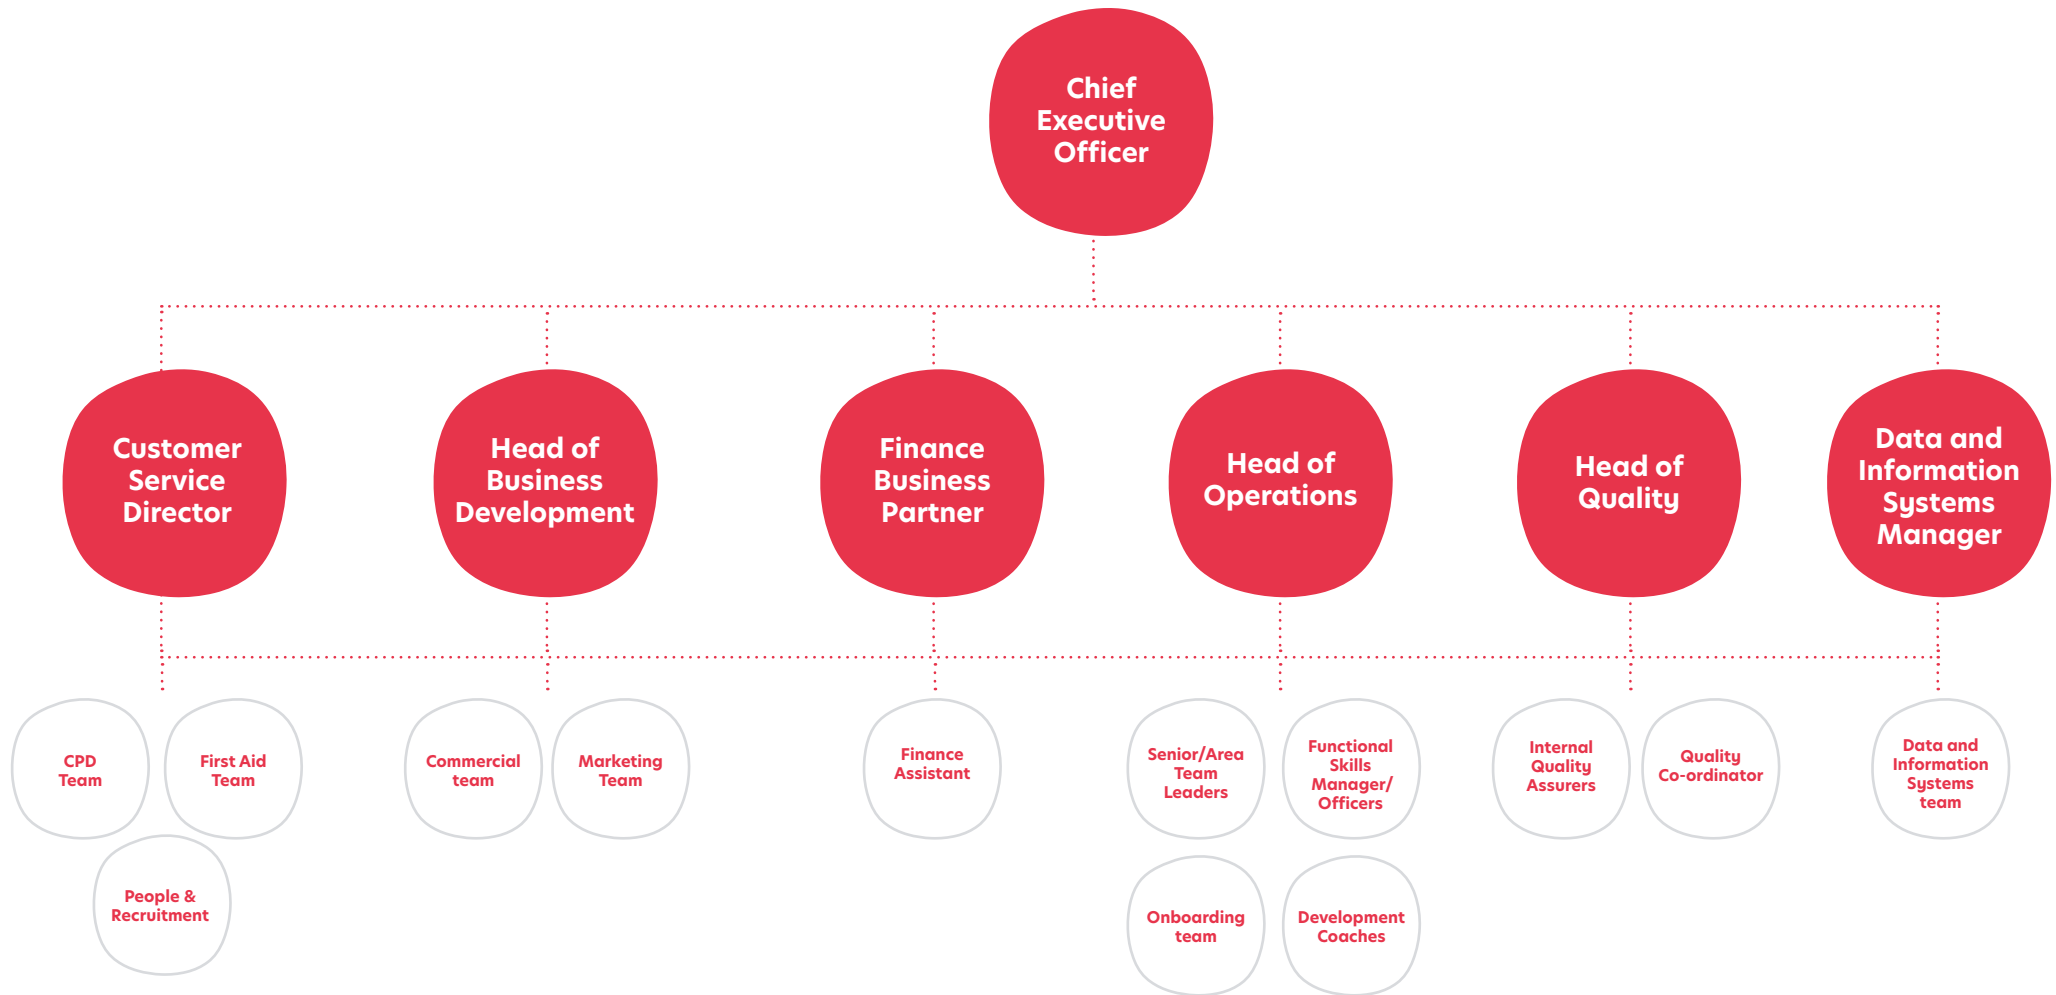 Chief
Executive
Officer
Customer
Service
Director
Head of
Business
Development
Finance
Business
Partner
Head of
Operations
Head of
Quality
Data and
Information
Systems
Manager
CPD
Team
First Aid
Team
People &
Recruitment
Commercial
team
Marketing
Team
Finance
Assistant
Senior/Area
Team
Leaders
Functional
Skills
Manager/
Officers
Onboarding
team
Development
Coaches
Internal
Quality
Assurers
Quality
Co-ordinator
Data and
Information
Systems
team